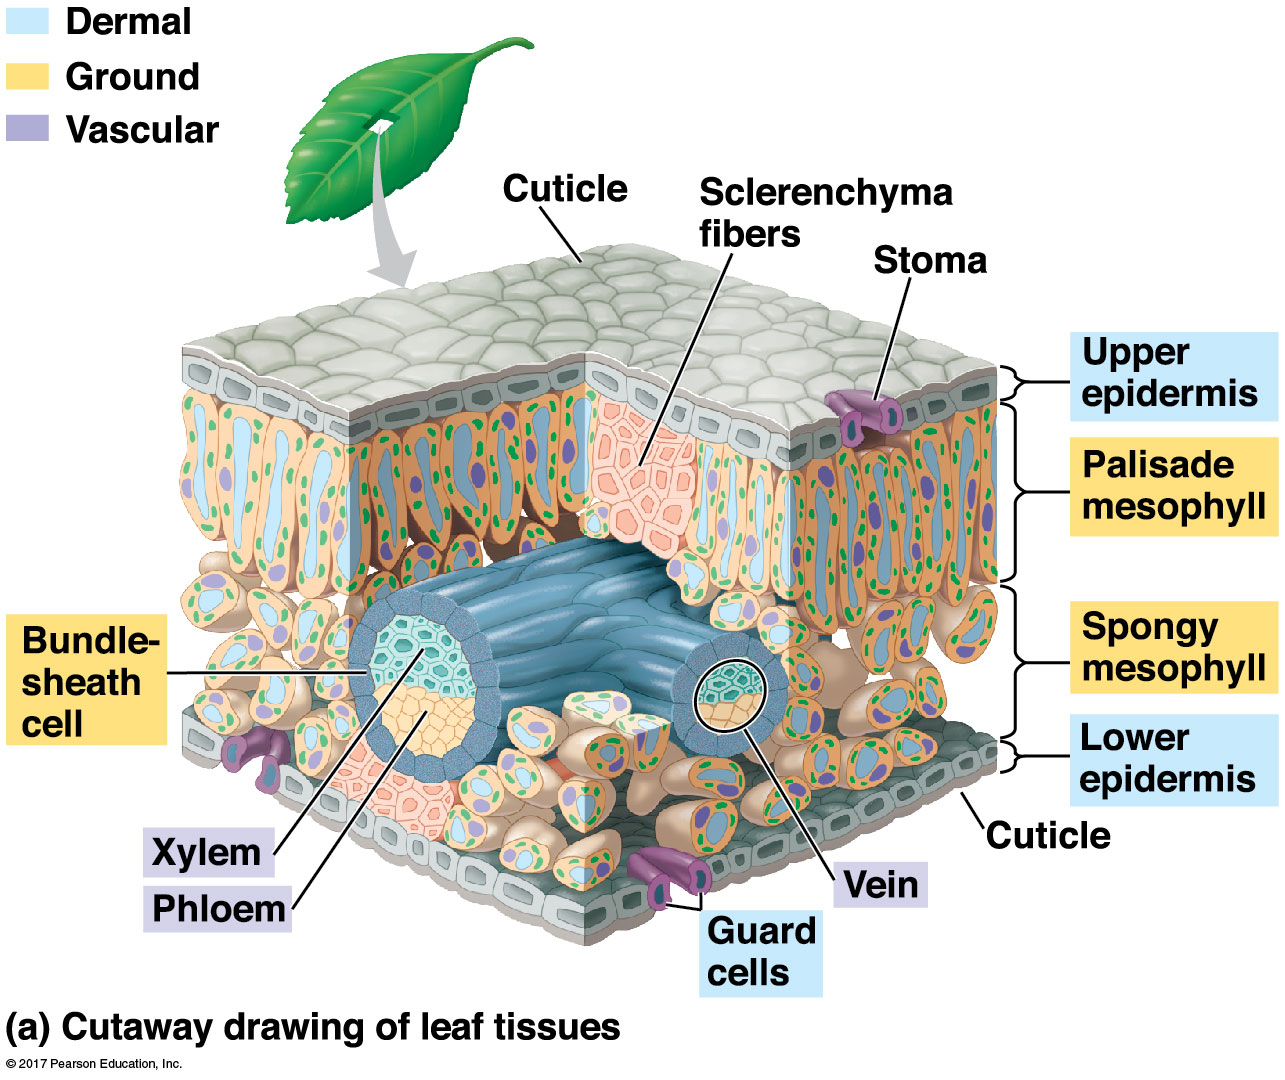 Dermal
Ground
Vascular
Cuticle
Sclerenchyma
fibers
Stoma
Upper
epidermis
Palisade
mesophyll
Bundle-
sheath
cell
Spongy
mesophyll
Lower
epidermis
Cuticle
Xylem
Phloem
Vein
Guard
cells
(a) Cutaway drawing of leaf tissues
© 2017 Pearson Education, Inc.